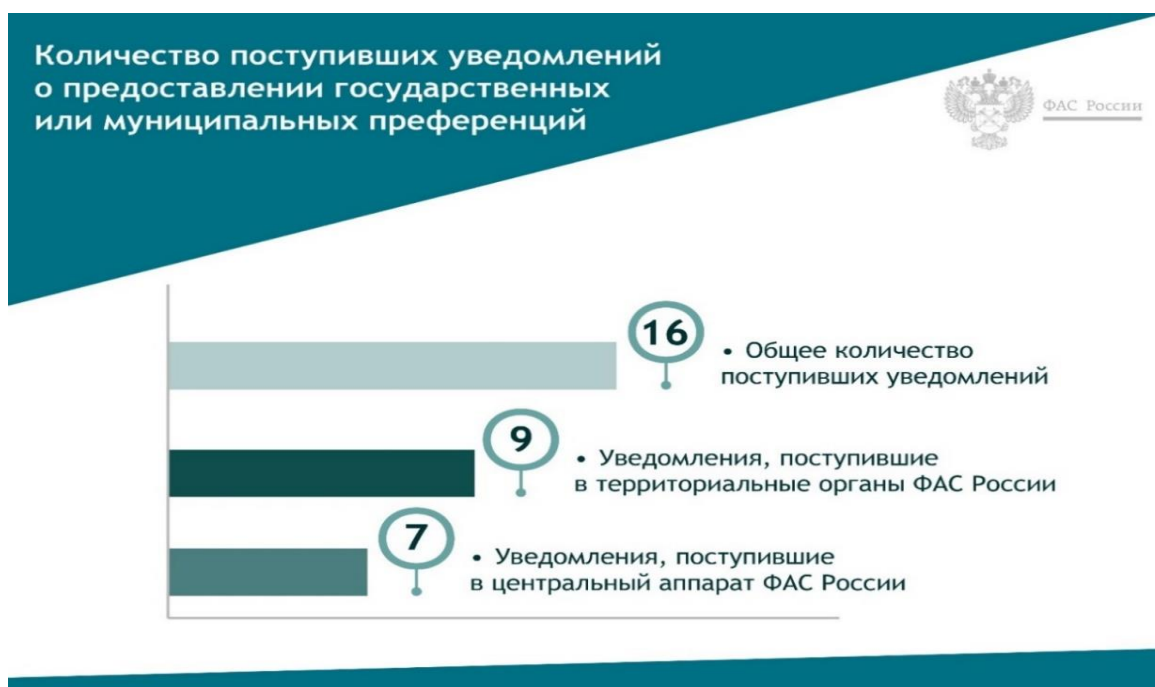 Количество поступивших уведомлений
о предоставлении государственных
или муниципальных преференций
ФАС России
16
• Общее количество
поступивших уведомлений
9
• Уведомления, поступившие
в территориальные органы ФАС России
7
• Уведомления, поступившие
в центральный аппарат ФАС России